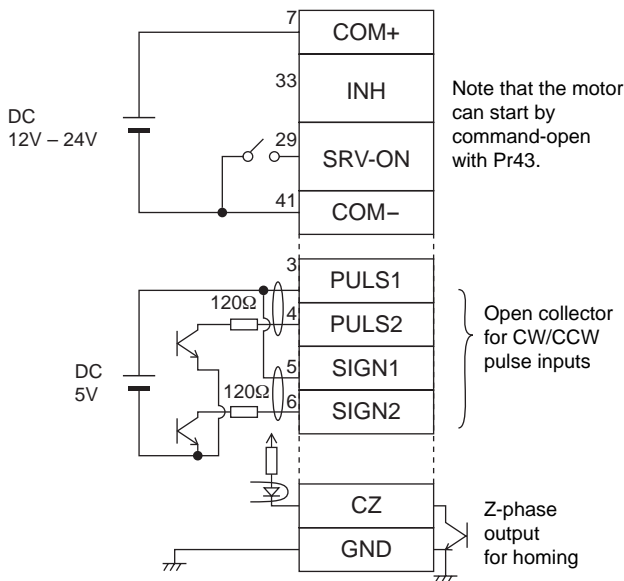 7
COM+
33
INH
DC
12V – 24V
29
SRV-ON
41
COM−
Note that the motor
can start by
command-open
with Pr43.
3
PULS1
120Ω
4
PULS2
5
SIGN1
DC
5V
120Ω
6
SIGN2
Open collector
for CW/CCW
pulse inputs
CZ
GND
Z-phase
output
for homing